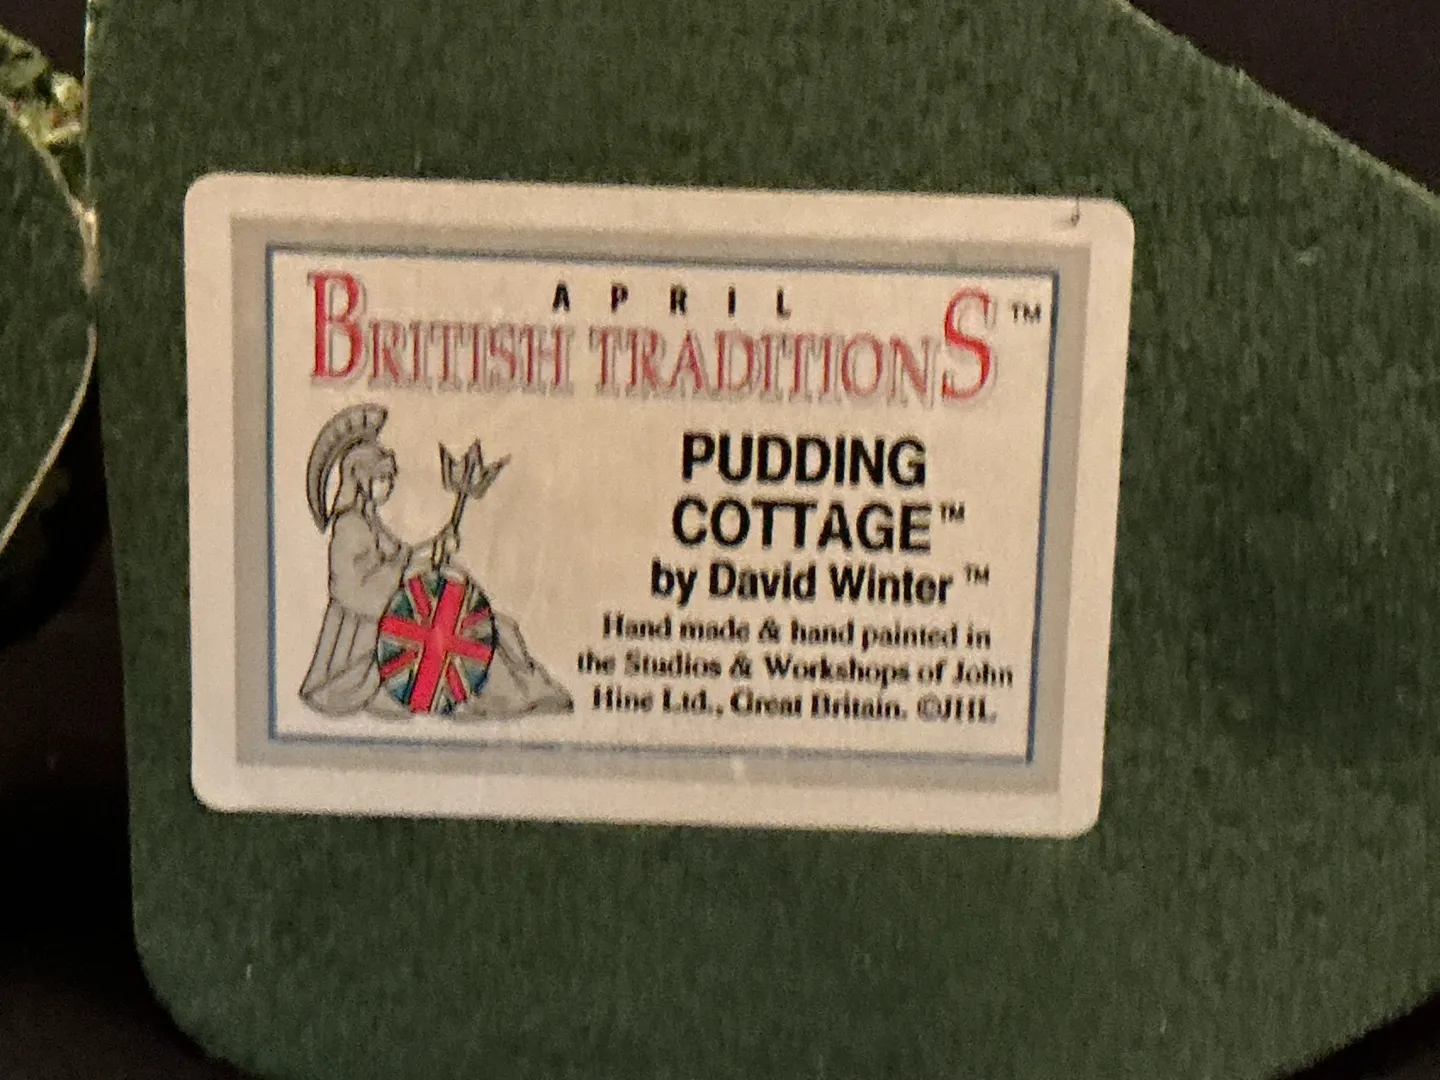 APRIL
BRITISH TRADITIONS™
PUDDING
COTTAGE™
by David Winter™
Hand made & hand painted in
the Studios & Workshops of John
Hine Ltd., Great Britain. ©JHL